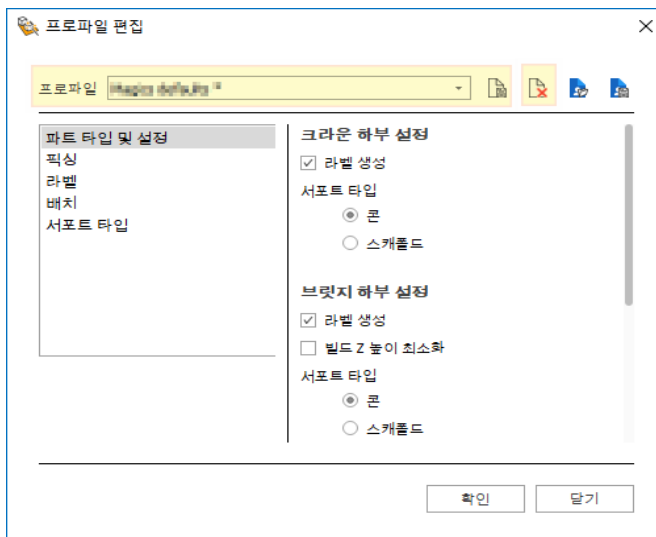 프로파일 편집
프로파일
파트 타입 및 설정
픽싱
라벨
배치
서포트 타입
크라운 하부 설정
라벨 생성
서포트 타입
콘
스캐폴드
브릿지 하부 설정
라벨 생성
빌드 Z 높이 최소화
서포트 타입
콘
스캐폴드
확인
닫기